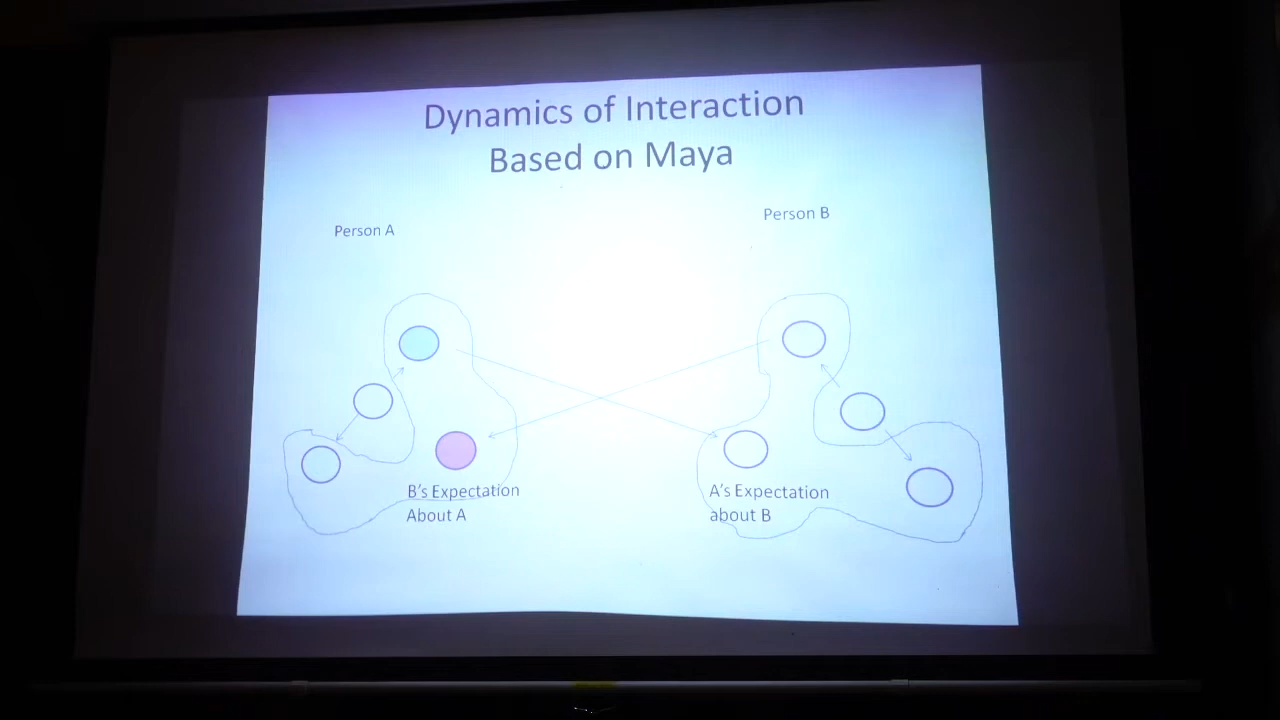 Dynamics of Interaction
Based on Maya
Person A
Person B
B's Expectation
About A
A's Expectation
about B